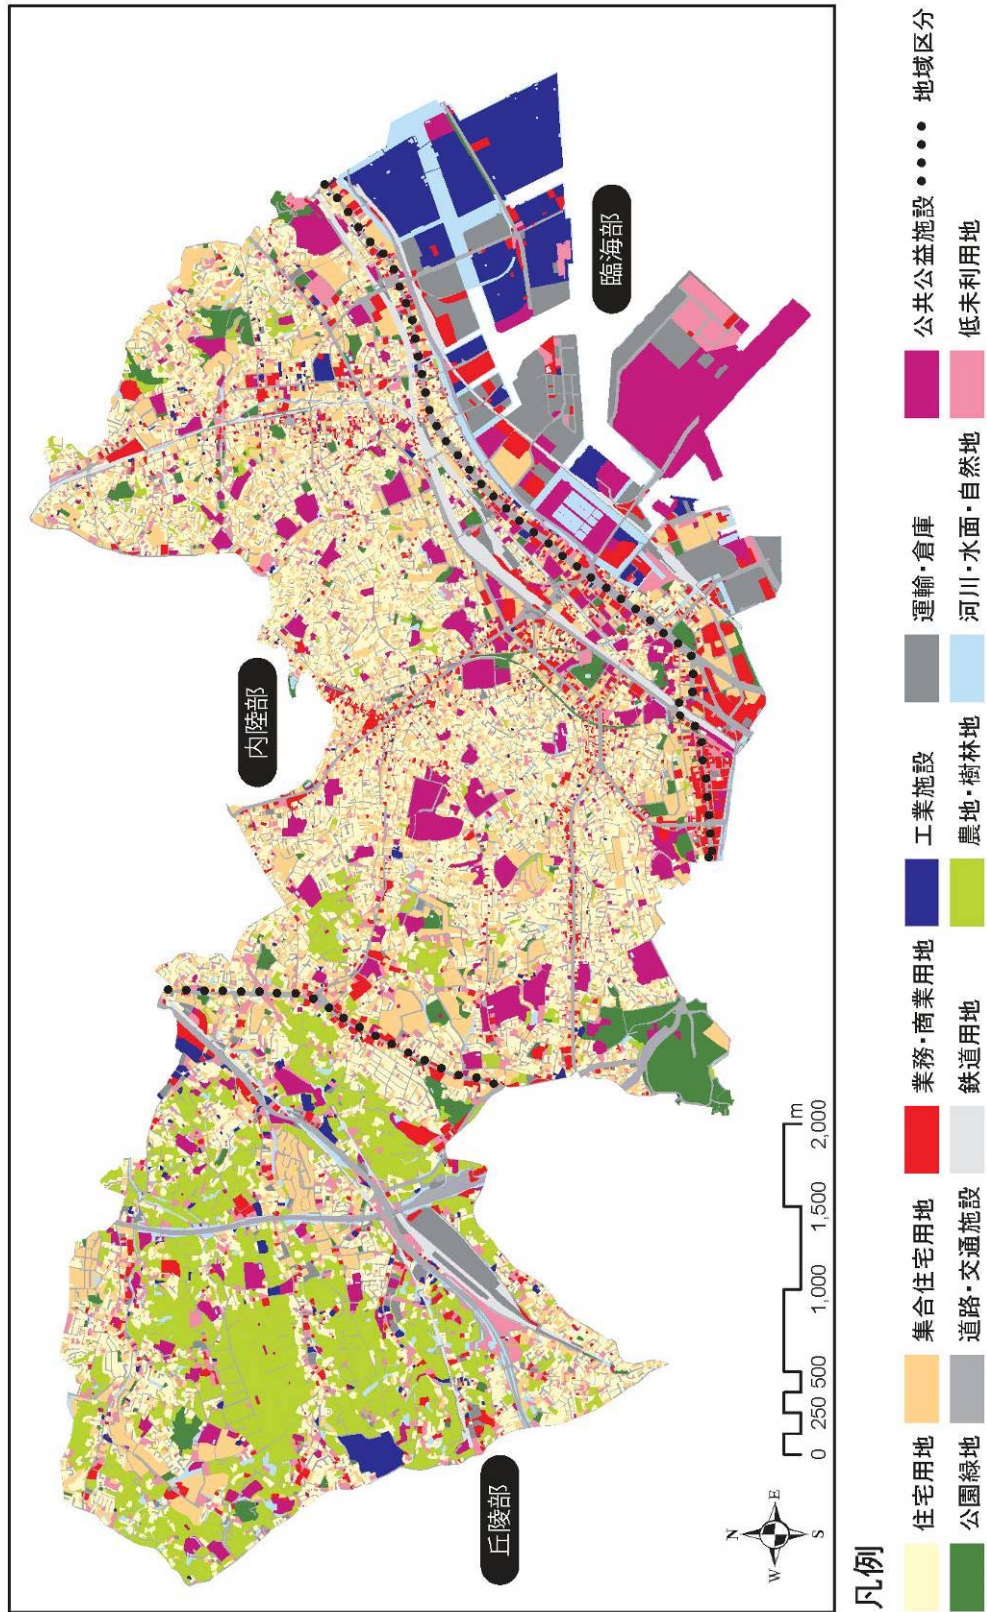 内陸部
臨海部
丘陵部
N
W
E
S
0 250 500 1,000 1,500 2,000
m
凡例
住宅用地
集合住宅用地
業務・商業用地
工業施設
運輸・倉庫
公共公益施設
地域区分
公園緑地
道路・交通施設
鉄道用地
農地・樹林地
河川・水面・自然地
低未利用地